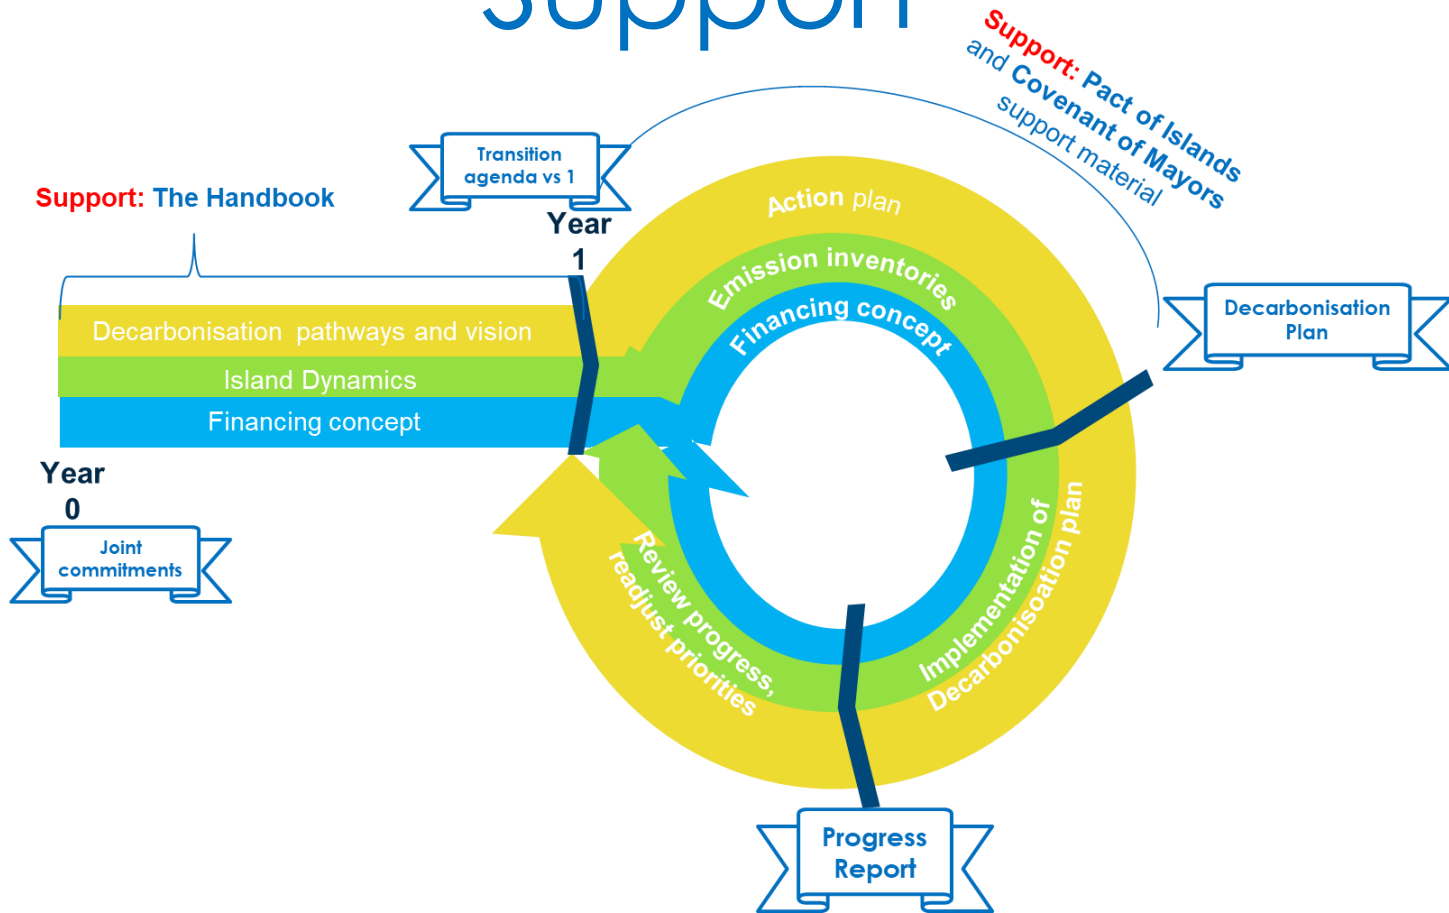 Support
Support: Pact of Islands
and Covenant of Mayors
support material
Transition
agenda vs 1
Support: The Handbook
Year
1
Action plan
Emission inventories
Financing concept
Decarbonisation pathways and vision
Island Dynamics
Financing concept
Decarbonisation
Plan
Year
0
Joint
commitments
Implementation of
Decarbonisoation plan
Review progress,
readjust priorities
Progress
Report